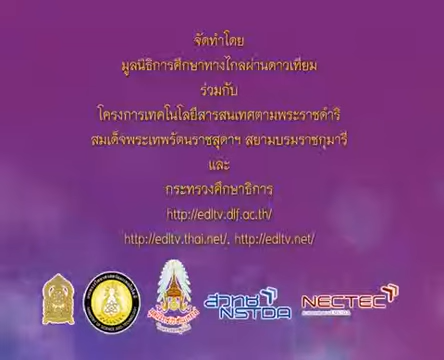 จัดทำโดย
มูลนิธิการศึกษาทางไกลผ่านดาวเทียม
ร่วมกับ
โครงการเทคโนโลยีสารสนเทศตามพระราชดำริ
สมเด็จพระเทพรัตนราชสุดาฯ สยามบรมราชกุมารี
และ
กระทรวงศึกษาธิการ
http://edltv.dlf.ac.th/
http://edltv.thai.net/, http://edltv.net/
สวทช
NSTDA
NECTEC